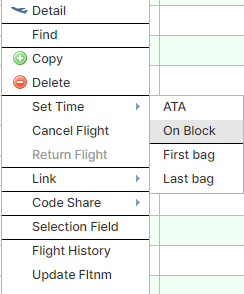 Detail
Find
Copy
Delete
Set Time
Cancel Flight
Return Flight
Link
Code Share
Selection Field
Flight History
Update Fltnm
ATA
On Block
First bag
Last bag